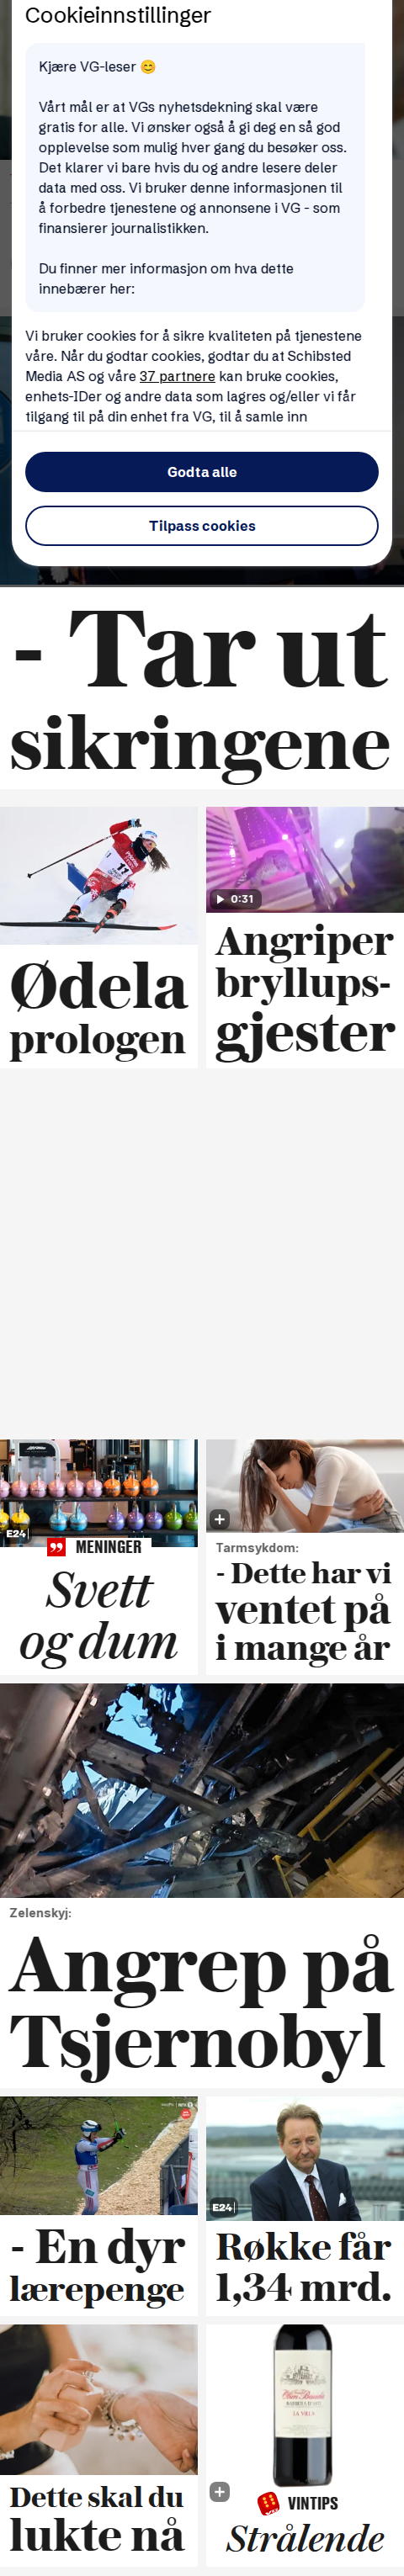 Cookieinnstillinger
Kjære VG-leser 😊
Vårt mål er at VGs nyhetsdekning skal være
gratis for alle. Vi ønsker også å gi deg en så god
opplevelse som mulig hver gang du besøker oss.
Det klarer vi bare hvis du og andre lesere deler
data med oss. Vi bruker denne informasjonen til
å forbedre tjenestene og annonsene i VG - som
finansierer journalistikken.
Du finner mer informasjon om hva dette
innebærer her:
Vi bruker cookies for å sikre kvaliteten på tjenestene
våre. Når du godtar cookies, godtar du at Schibsted
Media AS og våre 37 partnere kan bruke cookies,
enhets-IDer og andre data som lagres og/eller vi får
tilgang til på din enhet fra VG, til å samle inn
Godta alle
Tilpass cookies
- Tar ut
sikringene
Ødela
prologen
0:31
Angriper
bryllups-
gjester
E24
MENINGER
Svett
og dum
Tarmsykdom:
- Dette har vi
ventet på
i mange år
Zelenskyj:
Angrep på
Tsjernobyl
- En dyr
lærepenge
E24
Røkke får
1,34 mrd.
Dette skal du
lukte nå
VINTIPS
Strålende